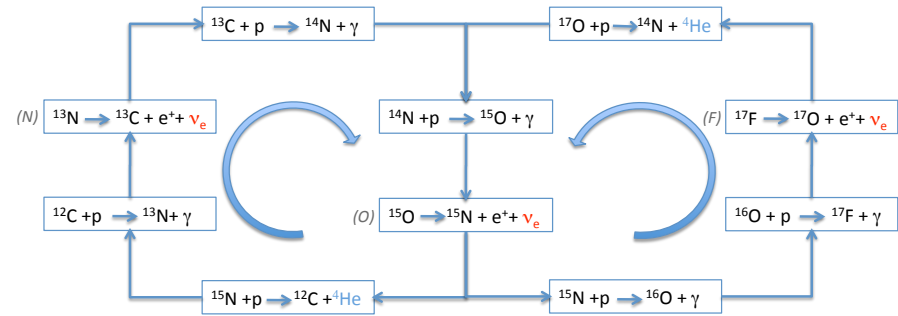 ¹³C + p → ¹⁴N + γ
¹⁷O +p → ¹⁴N + ⁴He
(N)
¹³N → ¹³C + e⁺+ νₑ
¹⁴N +p → ¹⁵O + γ
(F)
¹⁷F → ¹⁷O + e⁺+ νₑ
¹²C +p → ¹³N+ γ
(O)
¹⁵O → ¹⁵N + e⁺+ νₑ
¹⁶O + p → ¹⁷F + γ
¹⁵N +p → ¹²C +⁴He
¹⁵N +p → ¹⁶O + γ